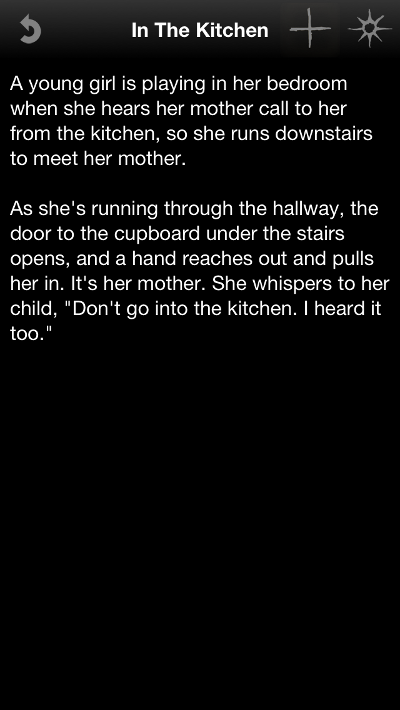 In The Kitchen
A young girl is playing in her bedroom
when she hears her mother call to her
from the kitchen, so she runs downstairs
to meet her mother.
As she's running through the hallway, the
door to the cupboard under the stairs
opens, and a hand reaches out and pulls
her in. It's her mother. She whispers to her
child, "Don't go into the kitchen. I heard it
too."